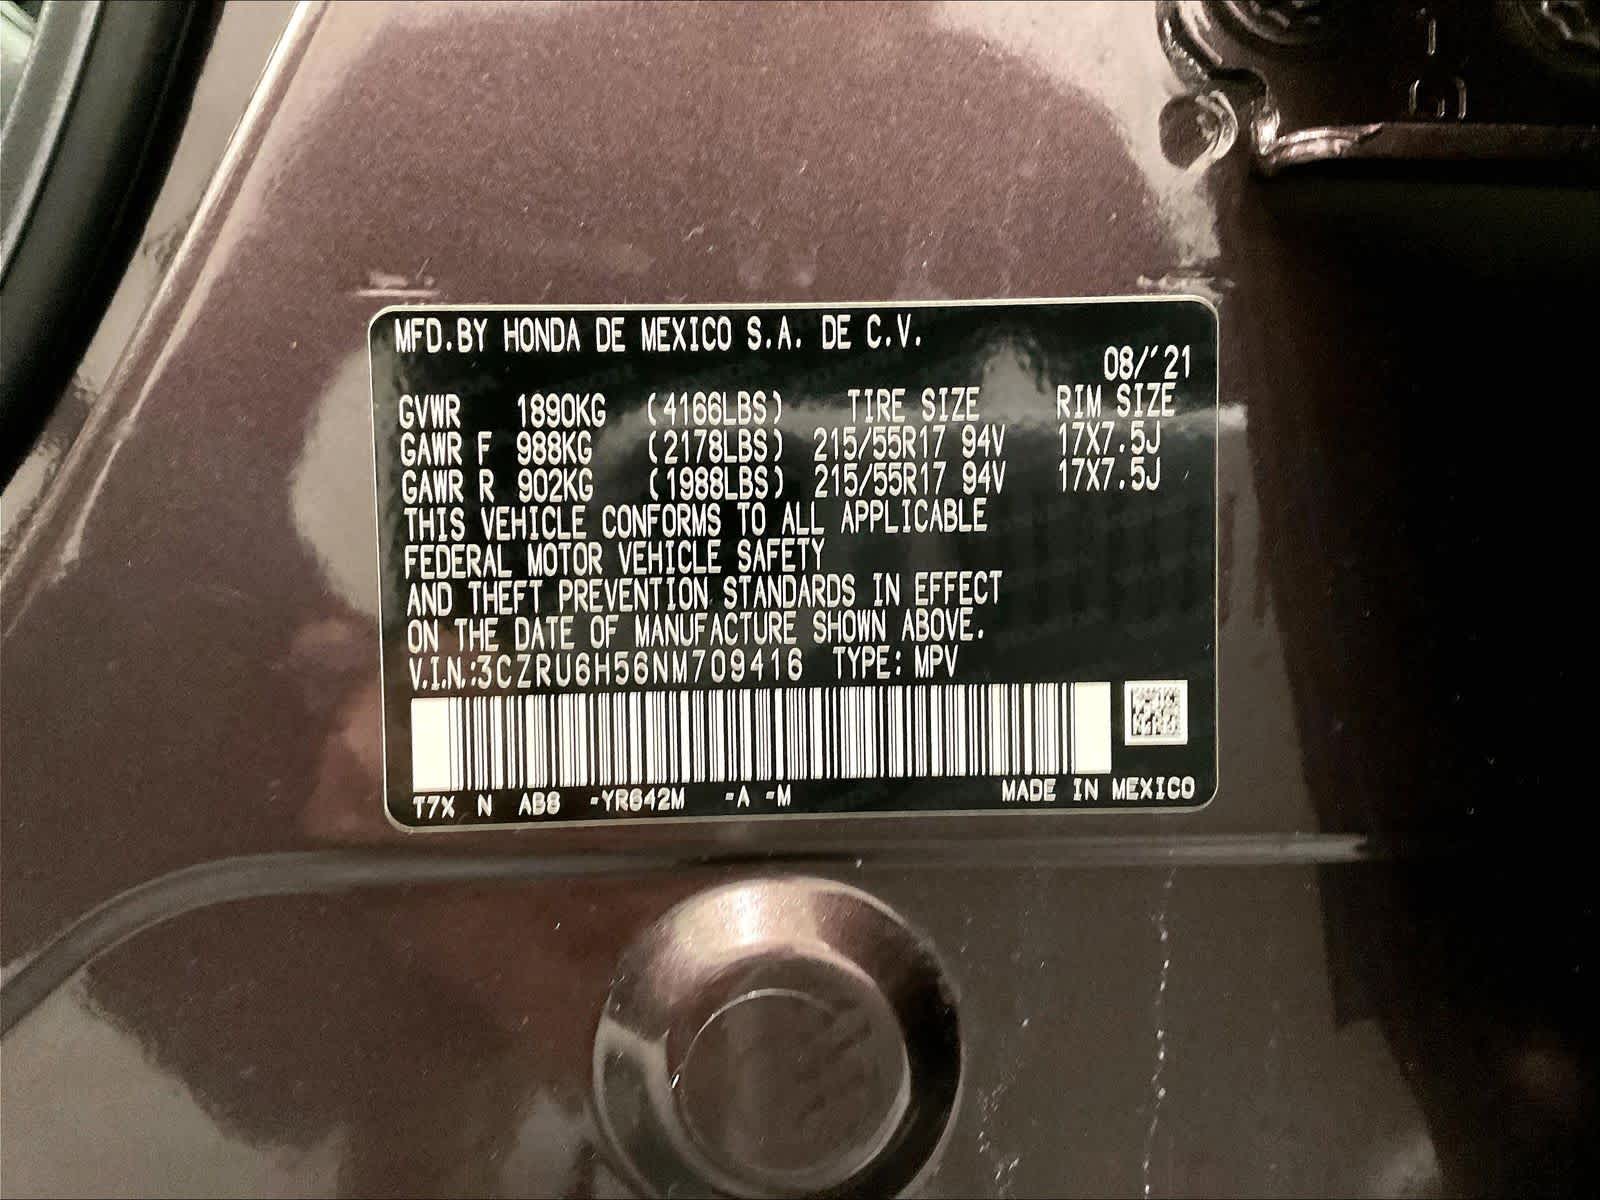 MFD.BY HONDA DE MEXICO S.A. DE C.V.
08/'21
GVWR 1890KG (4166LBS) TIRE SIZE RIM SIZE
GAWR F 988KG (2178LBS) 215/55R17 94V 17X7.5J
GAWR R 902KG (1988LBS) 215/55R17 94V 17X7.5J
THIS VEHICLE CONFORMS TO ALL APPLICABLE
FEDERAL MOTOR VEHICLE SAFETY
AND THEFT PREVENTION STANDARDS IN EFFECT
ON THE DATE OF MANUFACTURE SHOWN ABOVE.
V.I.N.:3CZRU6H56NM709416 TYPE: MPV
T7X N AB8 -YR642M -A -M MADE IN MEXICO